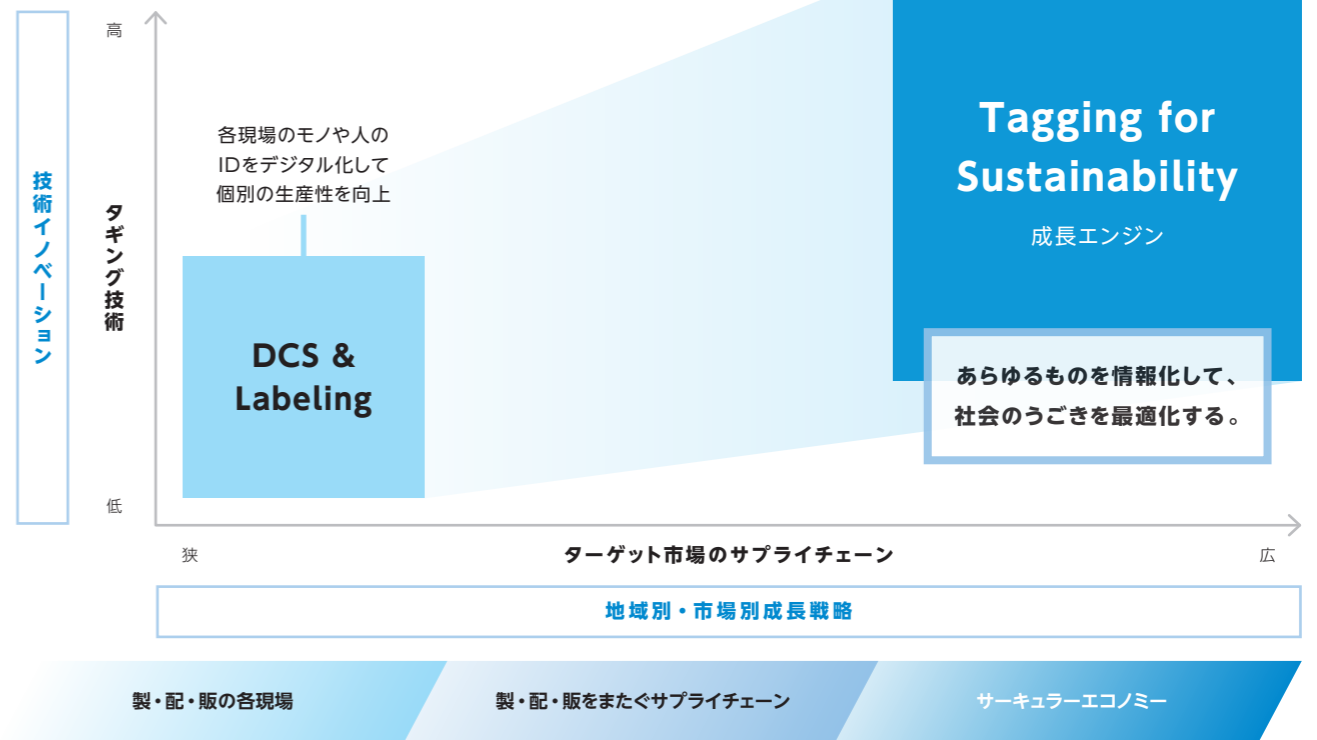 技術イノベーション
高
タギング技術
低
各現場のモノや人の
IDをデジタル化して
個別の生産性を向上
DCS &
Labeling
Tagging for
Sustainability
成長エンジン
あらゆるものを情報化して、
社会のうごきを最適化する。
狭
ターゲット市場のサプライチェーン
広
地域別・市場別成長戦略
製・配・販の各現場
製・配・販をまたぐサプライチェーン
サーキュラーエコノミー